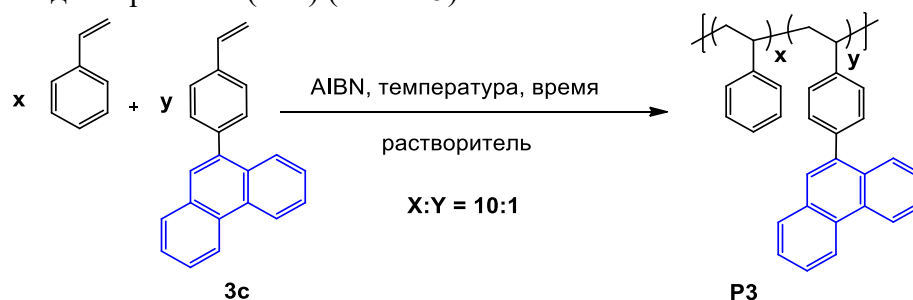 x
+
y
AIBN, температура, время
растворитель
X:Y = 10:1
3c
x
y
P3